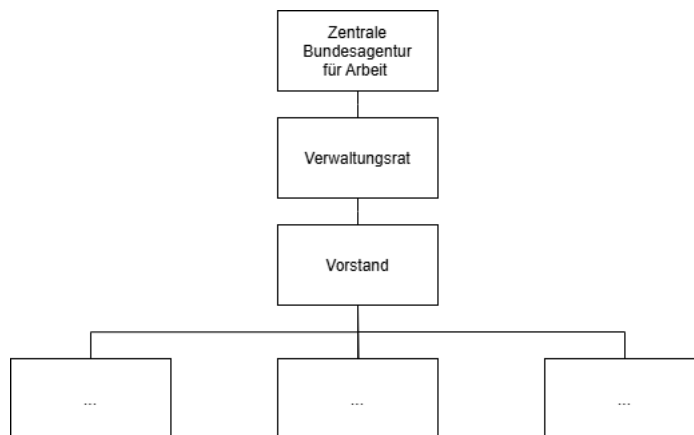 Zentrale
Bundesagentur
für Arbeit
Verwaltungsrat
Vorstand
... ... ...